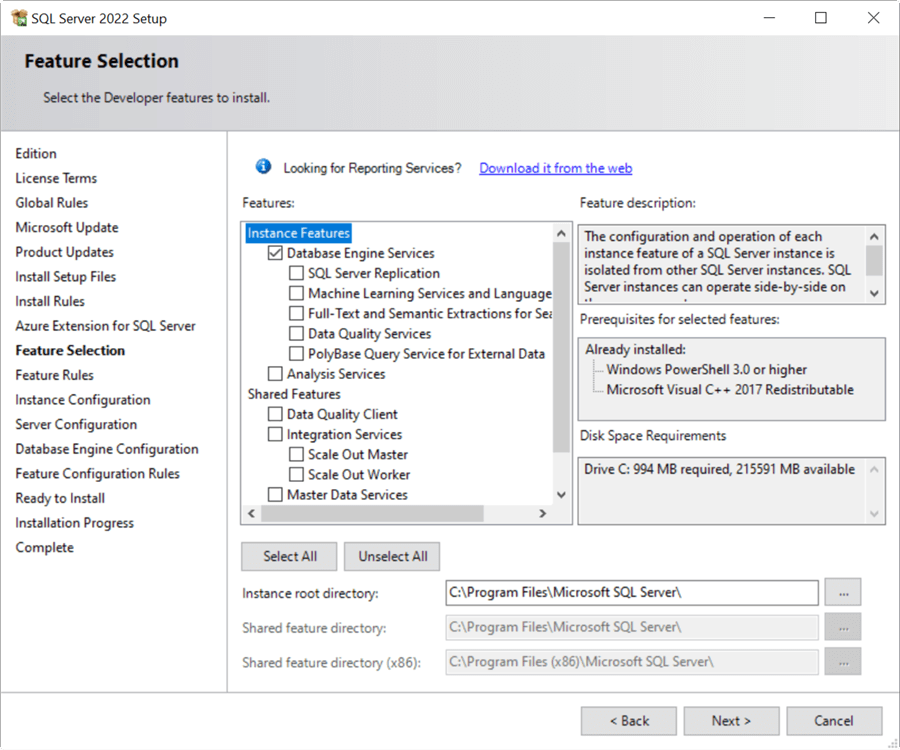 SQL Server 2022 Setup
Feature Selection
Select the Developer features to install.
Edition
License Terms
Global Rules
Microsoft Update
Product Updates
Install Setup Files
Install Rules
Azure Extension for SQL Server
Feature Selection
Feature Rules
Instance Configuration
Server Configuration
Database Engine Configuration
Feature Configuration Rules
Ready to Install
Installation Progress
Complete
Looking for Reporting Services? Download it from the web
Features:
Instance Features
Database Engine Services
SQL Server Replication
Machine Learning Services and Language
Full-Text and Semantic Extractions for Sea
Data Quality Services
PolyBase Query Service for External Data
Analysis Services
Shared Features
Data Quality Client
Integration Services
Scale Out Master
Scale Out Worker
Master Data Services
Feature description:
The configuration and operation of each
instance feature of a SQL Server instance is
isolated from other SQL Server instances. SQL
Server instances can operate side-by-side on
Prerequisites for selected features:
Already installed:
Windows PowerShell 3.0 or higher
Microsoft Visual C++ 2017 Redistributable
Disk Space Requirements
Drive C: 994 MB required, 215591 MB available
Select All
Unselect All
Instance root directory: C:\Program Files\Microsoft SQL Server\ ...
Shared feature directory: C:\Program Files\Microsoft SQL Server\ ...
Shared feature directory (x86): C:\Program Files (x86)\Microsoft SQL Server\ ...
< Back
Next >
Cancel